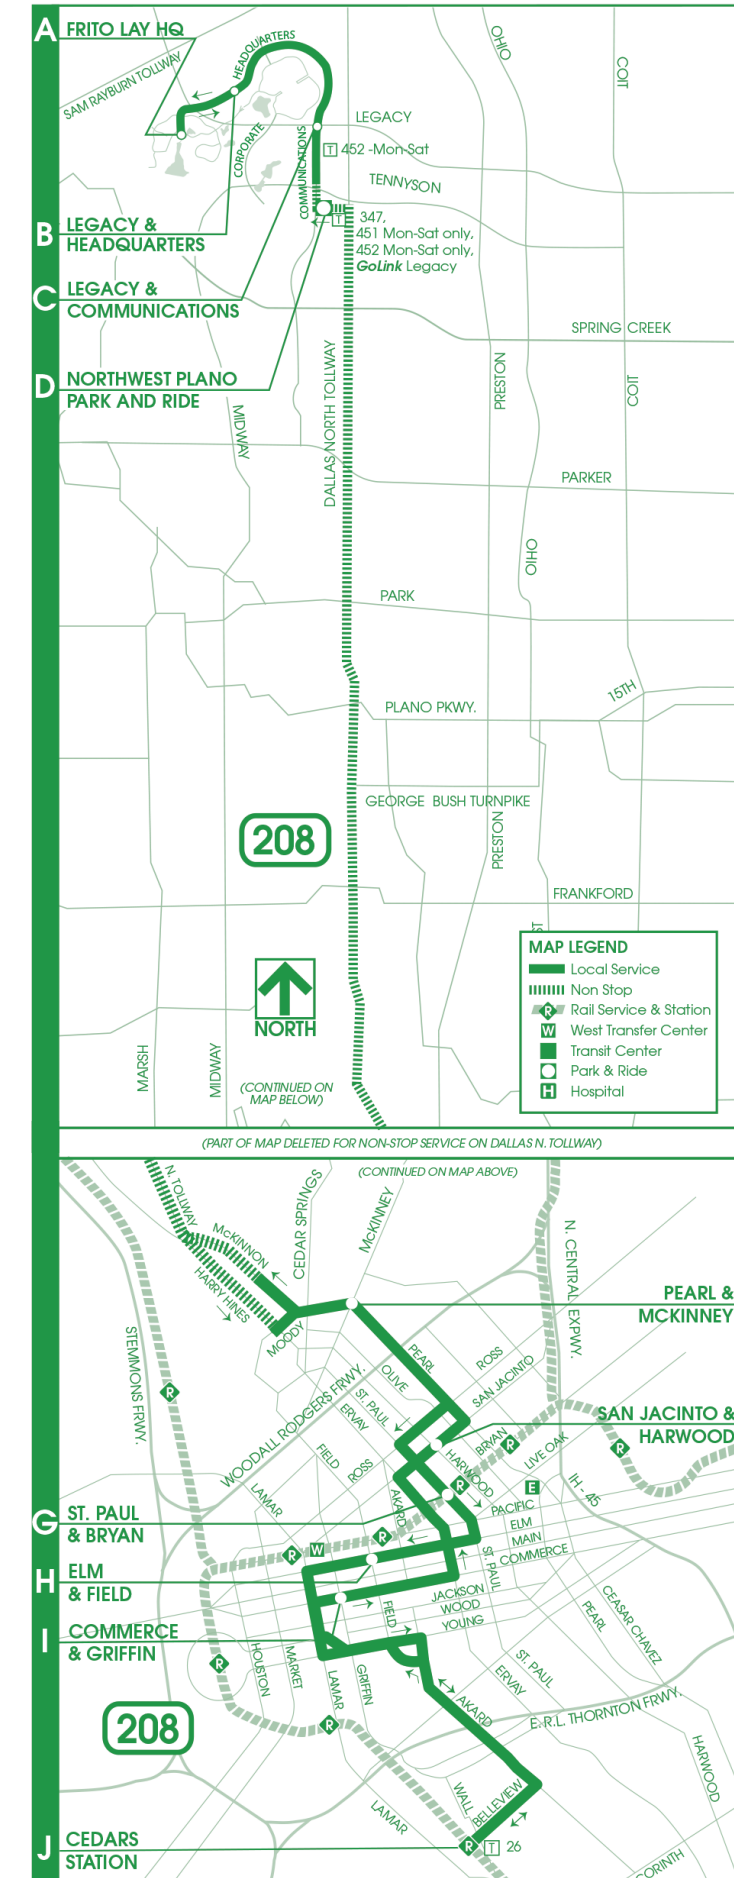 A
FRITO LAY HQ
HEADQUARTERS
SAM RAYBURN TOLLWAY
CORPORATE
COMMUNICATIONS
OHIO
COIT
LEGACY
T 452 -Mon-Sat
TENNYSON
B
LEGACY &
HEADQUARTERS
T 347,
451 Mon-Sat only,
452 Mon-Sat only,
GoLink Legacy
C
LEGACY &
COMMUNICATIONS
SPRING CREEK
D
NORTHWEST PLANO
PARK AND RIDE
MIDWAY
DALLAS NORTH TOLLWAY
PRESTON
COIT
PARKER
OHIO
PARK
15TH
PLANO PKWY.
GEORGE BUSH TURNPIKE
208
PRESTON
FRANKFORD
NORTH
MARSH
MIDWAY
(CONTINUED ON
MAP BELOW)
MAP LEGEND
Local Service
Non Stop
R Rail Service & Station
W West Transfer Center
Transit Center
Park & Ride
H Hospital
(PART OF MAP DELETED FOR NON-STOP SERVICE ON DALLAS N. TOLLWAY)
(CONTINUED ON MAP ABOVE)
N. TOLLWAY
McKINNON
HARRY HINES
CEDAR SPRINGS
McKINNEY
N. CENTRAL EXPWY.
PEARL &
MCKINNEY
STEMMONS FRWY.
MOODY
PEARL
OLIVE
ROSS
SAN JACINTO
WOODALL RODGERS FRWY.
ST. PAUL
ERVAY
R
SAN JACINTO &
HARWOOD
FIELD
ROSS
LAMAR
AKARD
HARWOOD
BRYAN
R
LIVE OAK
R
R
E
IH - 45
G
ST. PAUL
& BRYAN
PACIFIC
ELM
MAIN
COMMERCE
R
W
R
ST. PAUL
H
ELM
& FIELD
JACKSON
WOOD
YOUNG
FIELD
CEASAR CHAVEZ
PEARL
I
COMMERCE
& GRIFFIN
R
HOUSTON
MARKET
LAMAR
GRIFFIN
ST. PAUL
ERVAY
AKARD
E.R.L. THORNTON FRWY.
208
R
HARWOOD
WALL
BELLEVIEW
LAMAR
J
CEDARS
STATION
R T 26
CORINTH